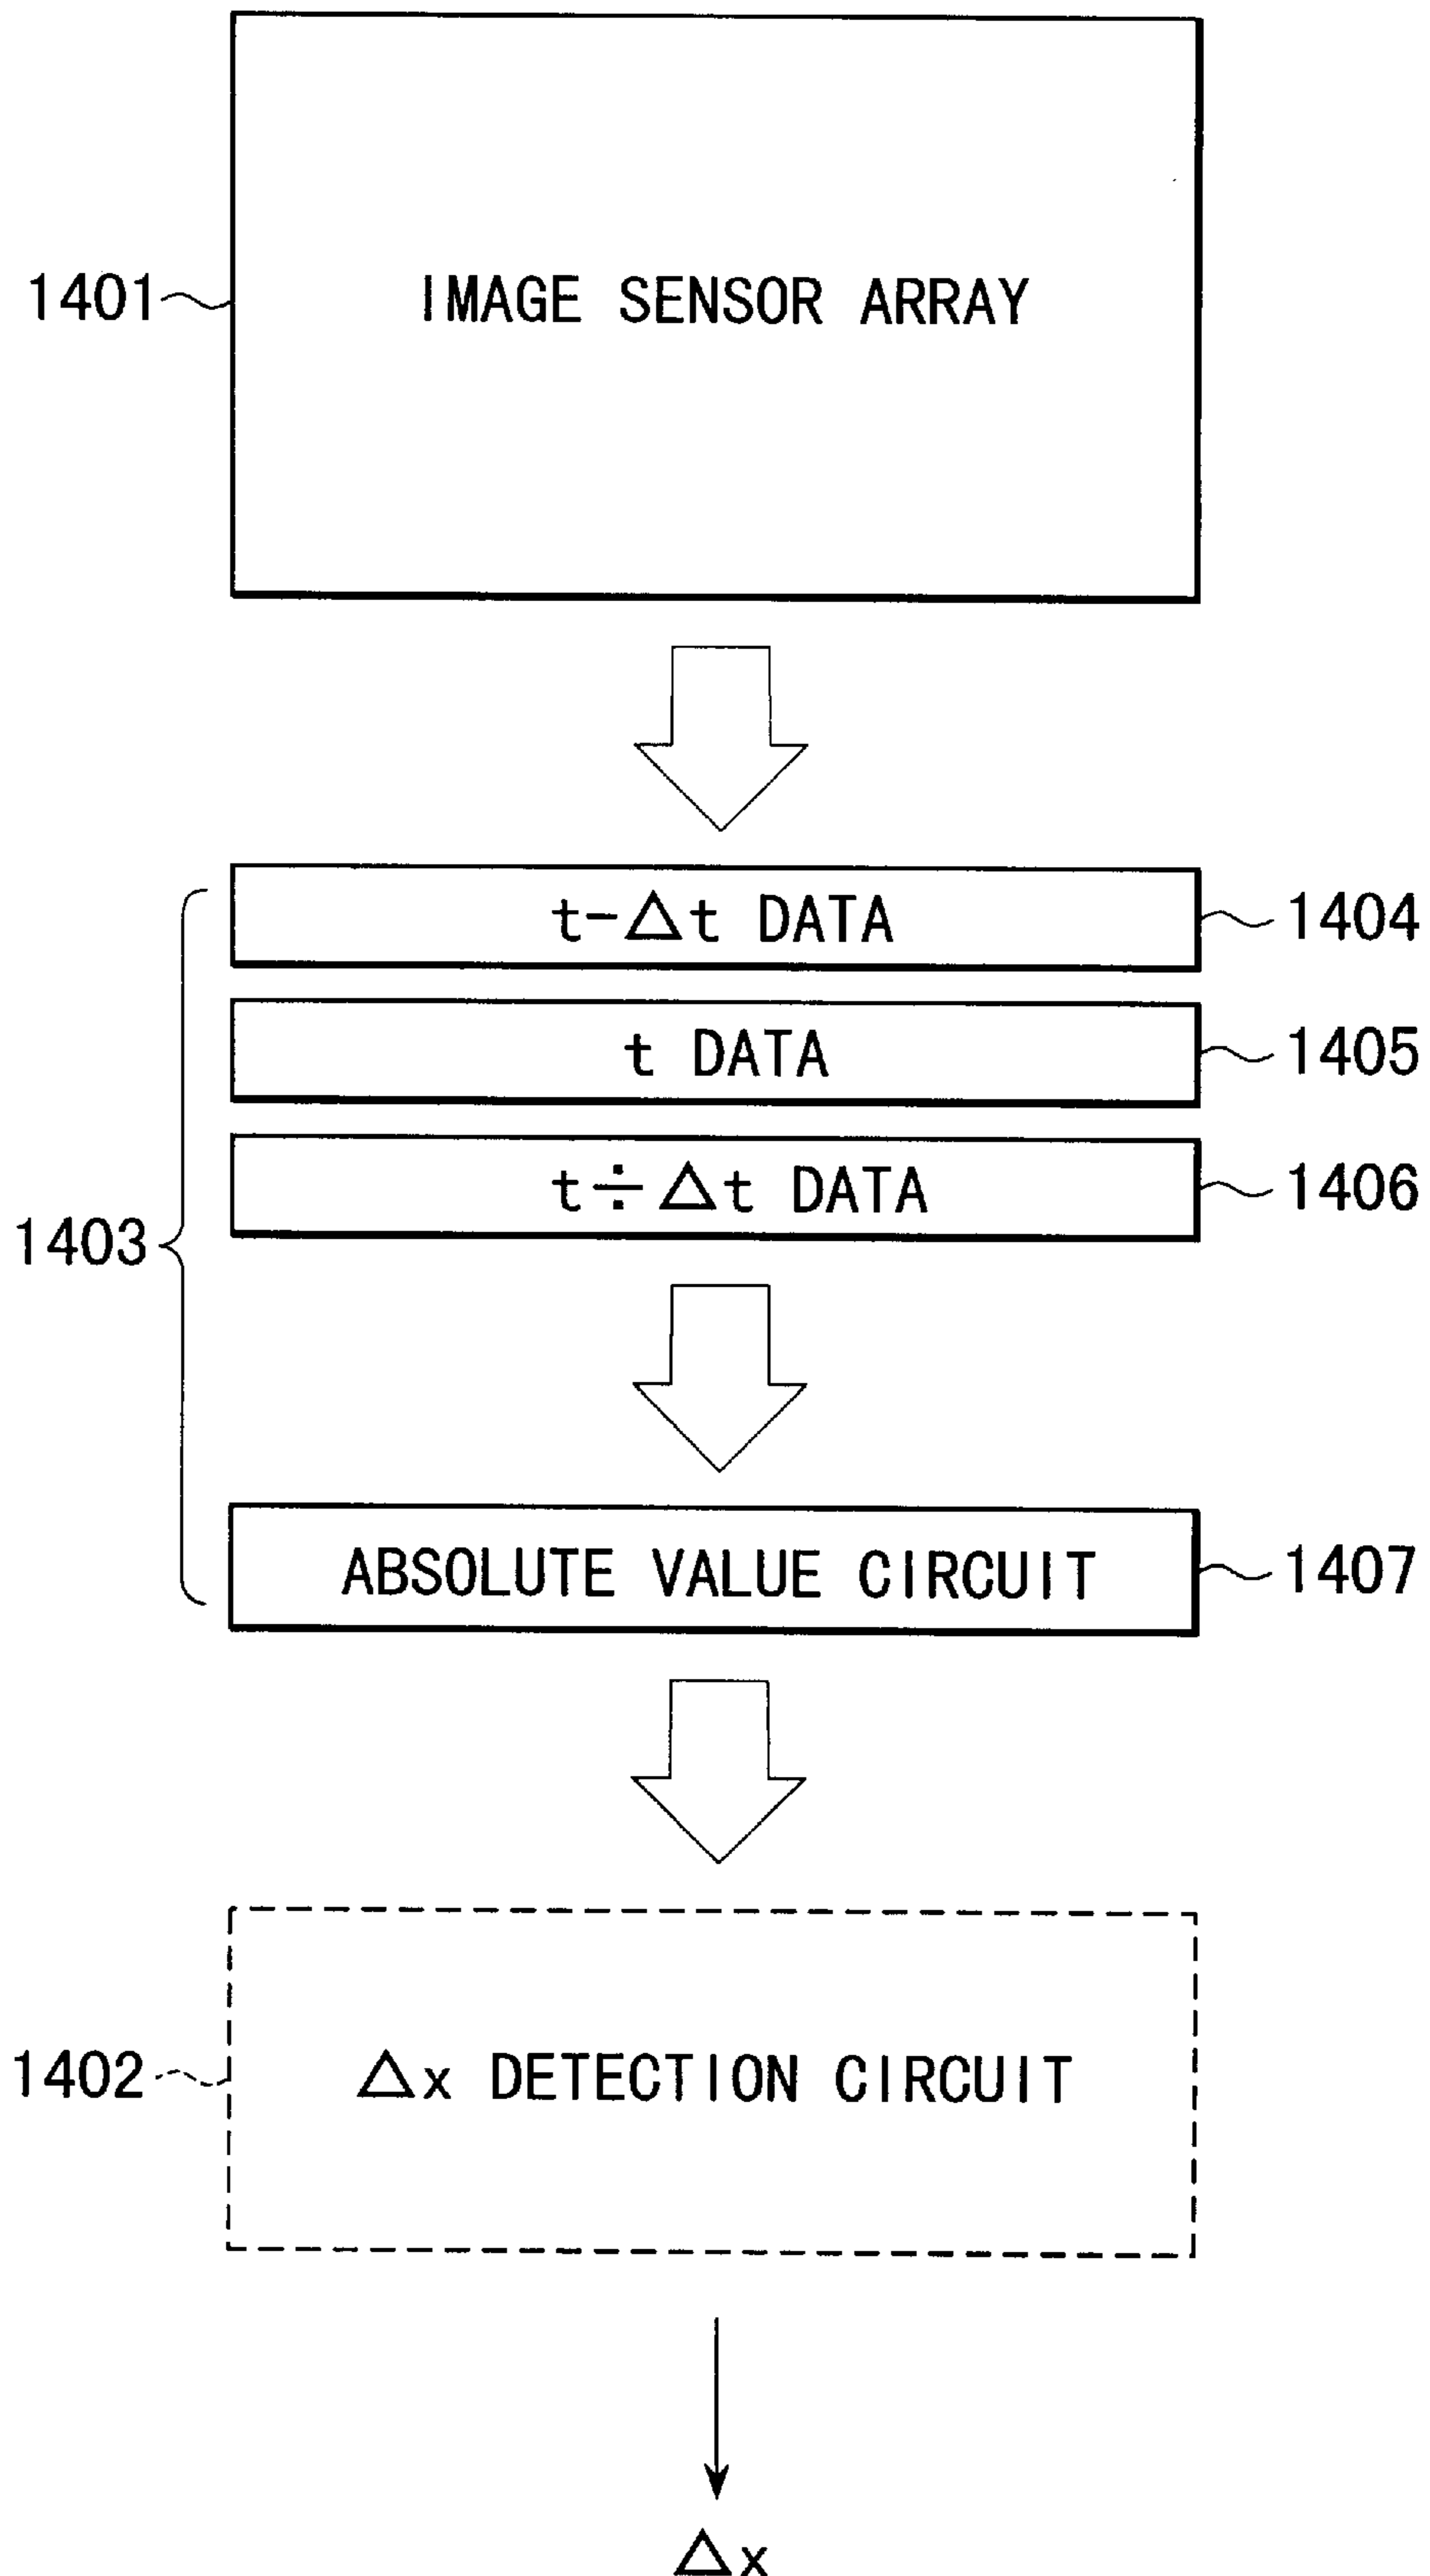 1401
IMAGE SENSOR ARRAY
t-△t DATA
1404
t DATA
1405
t÷△t DATA
1406
1403
ABSOLUTE VALUE CIRCUIT
1407
1402
△x DETECTION CIRCUIT
△x